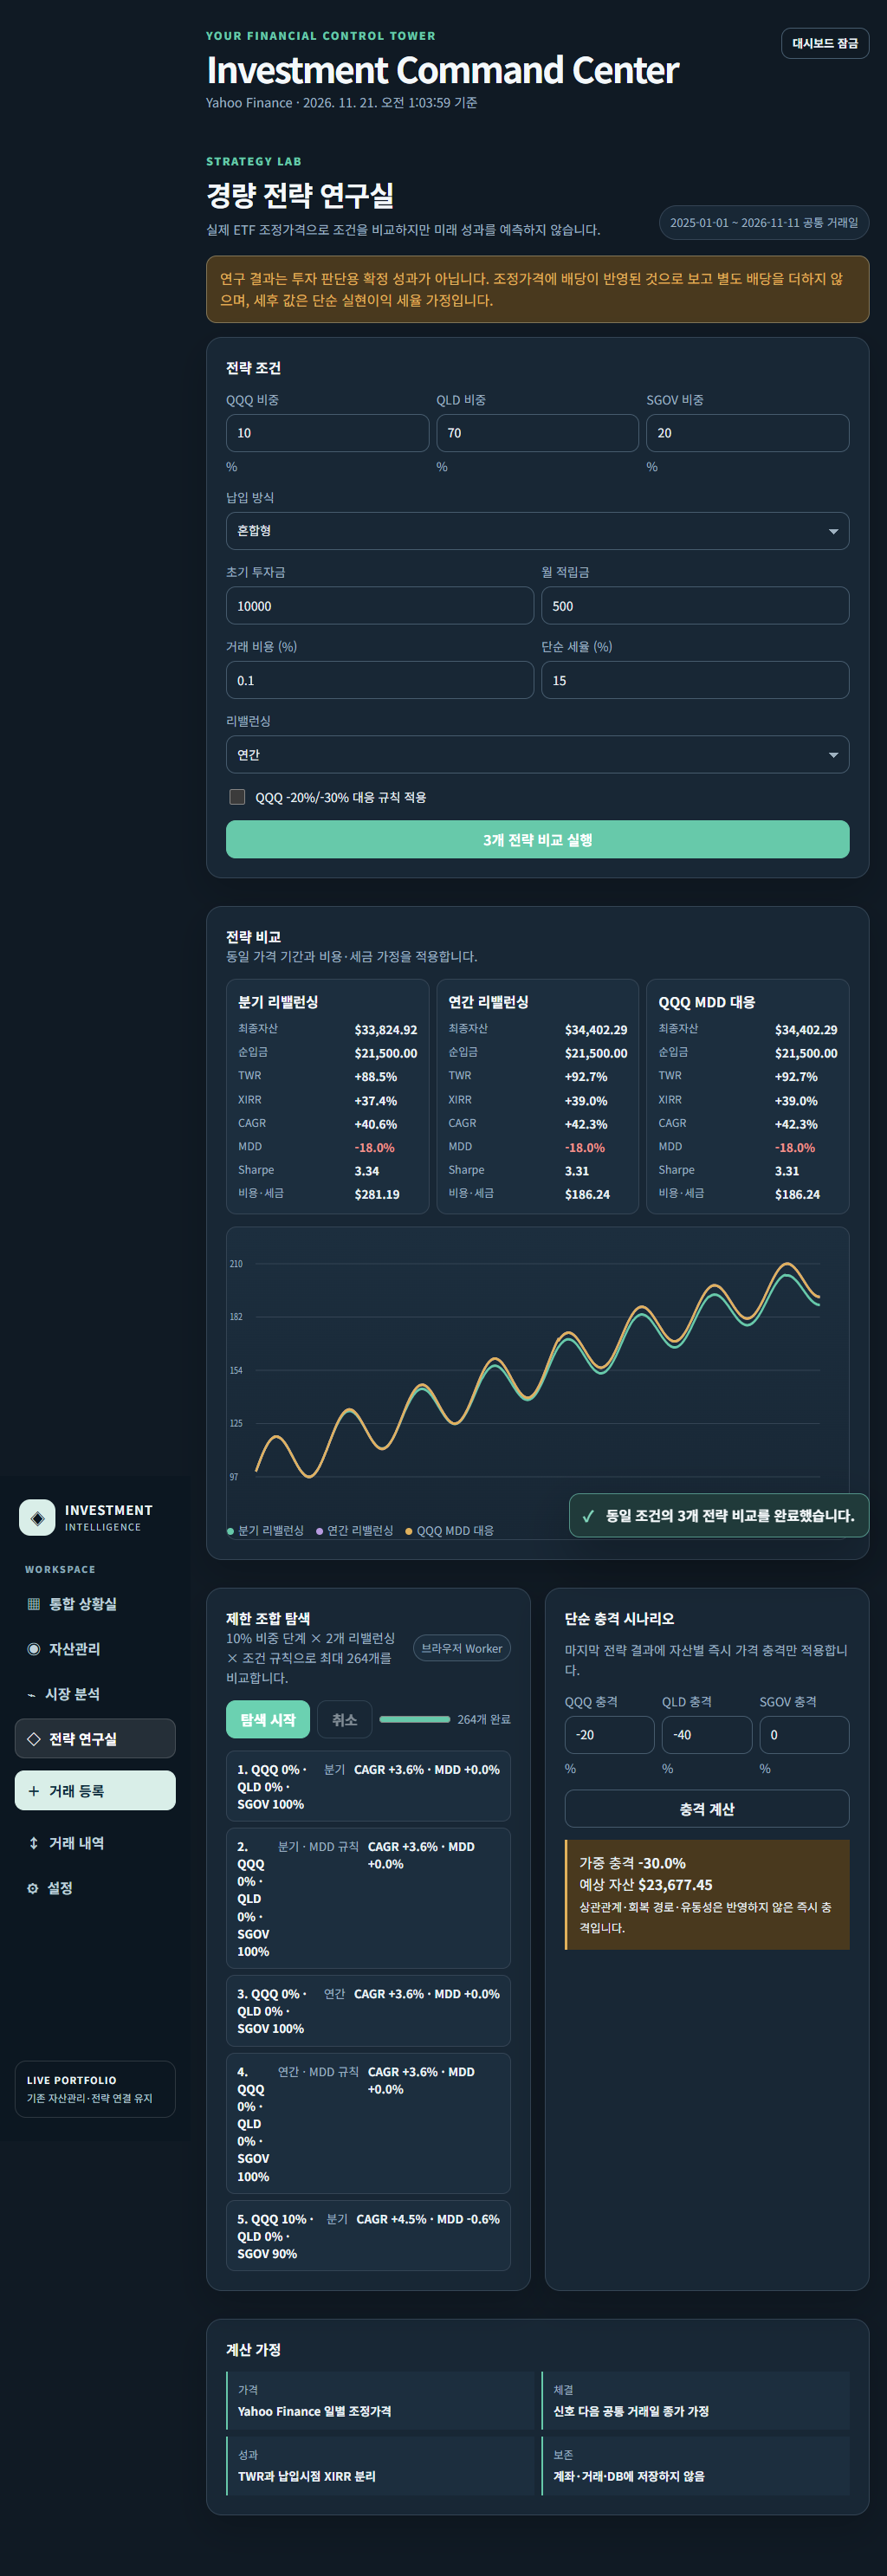 YOUR FINANCIAL CONTROL TOWER
Investment Command Center
Yahoo Finance · 2026. 11. 21. 오전 1:03:59 기준
대시보드 잠금
STRATEGY LAB
경량 전략 연구실
실제 ETF 조정가격으로 조건을 비교하지만 미래 성과를 예측하지 않습니다.
2025-01-01 ~ 2026-11-11 공통 거래일
연구 결과는 투자 판단용 확정 성과가 아닙니다. 조정가격에 배당이 반영된 것으로 보고 별도 배당을 더하지 않
으며, 세후 값은 단순 실현이익 세율 가정입니다.
전략 조건
QQQ 비중
QLD 비중
SGOV 비중
10
70
20
%
%
%
납입 방식
혼합형
초기 투자금
월 적립금
10000
500
거래 비용 (%)
단순 세율 (%)
0.1
15
리밸런싱
연간
QQQ -20%/-30% 대응 규칙 적용
3개 전략 비교 실행
전략 비교
동일 가격 기간과 비용·세금 가정을 적용합니다.
분기 리밸런싱
최종자산 $33,824.92
순입금 $21,500.00
TWR +88.5%
XIRR +37.4%
CAGR +40.6%
MDD -18.0%
Sharpe 3.34
비용·세금 $281.19
연간 리밸런싱
최종자산 $34,402.29
순입금 $21,500.00
TWR +92.7%
XIRR +39.0%
CAGR +42.3%
MDD -18.0%
Sharpe 3.31
비용·세금 $186.24
QQQ MDD 대응
최종자산 $34,402.29
순입금 $21,500.00
TWR +92.7%
XIRR +39.0%
CAGR +42.3%
MDD -18.0%
Sharpe 3.31
비용·세금 $186.24
210
182
154
125
97
분기 리밸런싱 연간 리밸런싱 QQQ MDD 대응
✓ 동일 조건의 3개 전략 비교를 완료했습니다.
INVESTMENT
INTELLIGENCE
WORKSPACE
통합 상황실
자산관리
시장 분석
전략 연구실
+ 거래 등록
거래 내역
설정
LIVE PORTFOLIO
기존 자산관리·전략 연결 유지
제한 조합 탐색
10% 비중 단계 × 2개 리밸런싱
× 조건 규칙으로 최대 264개를
비교합니다.
브라우저 Worker
탐색 시작
취소
264개 완료
1. QQQ 0% ·
QLD 0% ·
SGOV 100%
분기
CAGR +3.6% · MDD +0.0%
2.
QQQ
0% ·
QLD
0% ·
SGOV
100%
분기 · MDD 규칙
CAGR +3.6% · MDD
+0.0%
3. QQQ 0% ·
QLD 0% ·
SGOV 100%
연간
CAGR +3.6% · MDD +0.0%
4.
QQQ
0% ·
QLD
0% ·
SGOV
100%
연간 · MDD 규칙
CAGR +3.6% · MDD
+0.0%
5. QQQ 10% ·
QLD 0% ·
SGOV 90%
분기
CAGR +4.5% · MDD -0.6%
단순 충격 시나리오
마지막 전략 결과에 자산별 즉시 가격 충격만 적용합니
다.
QQQ 충격
QLD 충격
SGOV 충격
-20
-40
0
%
%
%
충격 계산
가중 충격 -30.0%
예상 자산 $23,677.45
상관관계·회복 경로·유동성은 반영하지 않은 즉시 충
격입니다.
계산 가정
가격
Yahoo Finance 일별 조정가격
체결
신호 다음 공통 거래일 종가 가정
성과
TWR과 납입시점 XIRR 분리
보존
계좌·거래·DB에 저장하지 않음